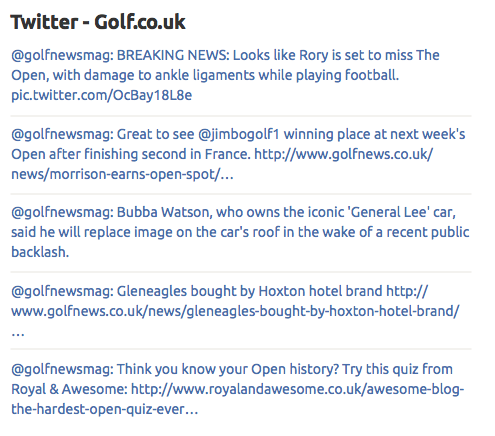 Twitter - Golf.co.uk
@golfnewsmag: BREAKING NEWS: Looks like Rory is set to miss The
Open, with damage to ankle ligaments while playing football.
pic.twitter.com/OcBay18L8e
@golfnewsmag: Great to see @jimbogolf1 winning place at next week's
Open after finishing second in France. http://www.golfnews.co.uk/
news/morrison-earns-open-spot/…
@golfnewsmag: Bubba Watson, who owns the iconic 'General Lee' car,
said he will replace image on the car's roof in the wake of a recent public
backlash.
@golfnewsmag: Gleneagles bought by Hoxton hotel brand http://
www.golfnews.co.uk/news/gleneagles-bought-by-hoxton-hotel-brand/
…
@golfnewsmag: Think you know your Open history? Try this quiz from
Royal & Awesome: http://www.royalandawesome.co.uk/awesome-blog-
the-hardest-open-quiz-ever…